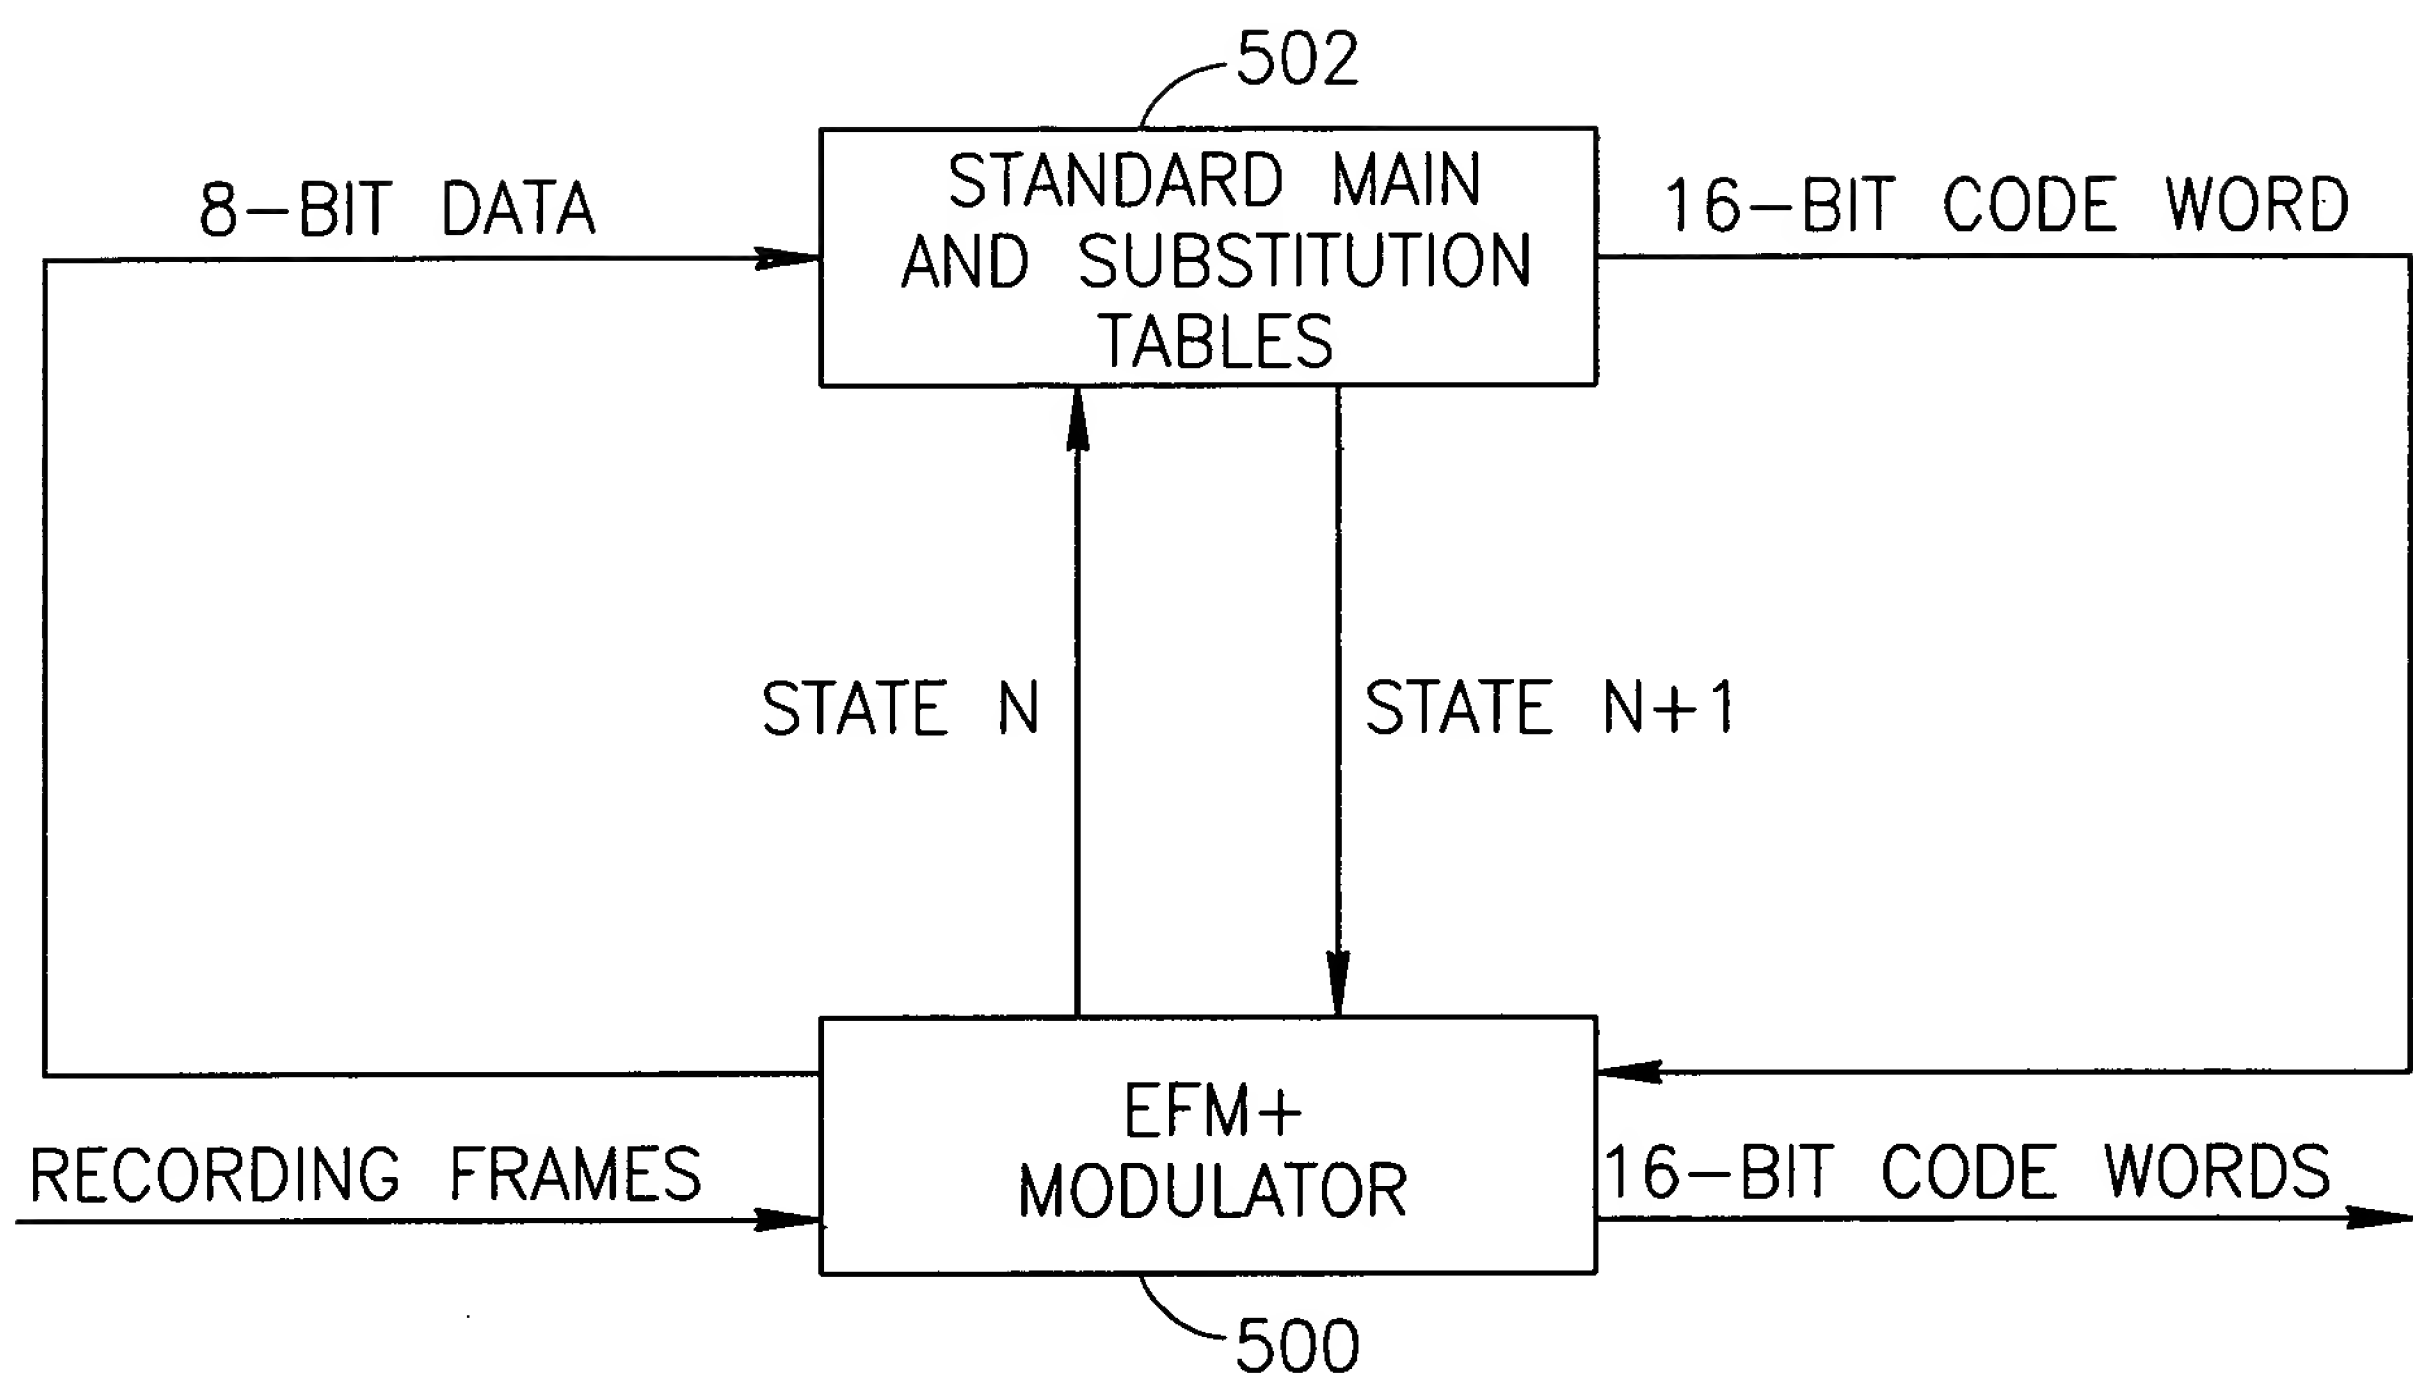 502
8-BIT DATA
STANDARD MAIN
AND SUBSTITUTION
TABLES
16-BIT CODE WORD
STATE N
STATE N+1
EFM+
MODULATOR
RECORDING FRAMES
16-BIT CODE WORDS
500